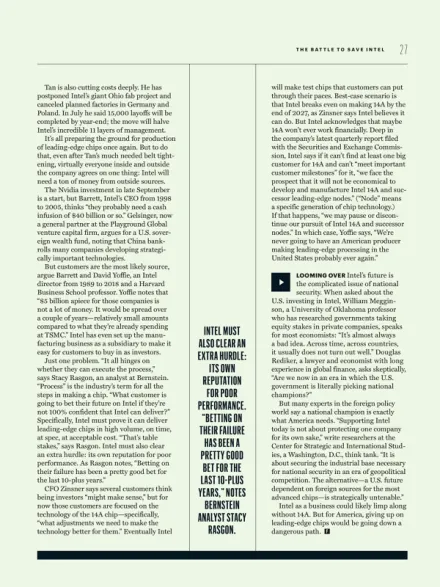 THE BATTLE TO SAVE INTEL 27
Tan is also cutting costs deeply. He has
postponed Intel's giant Ohio fab project and
canceled planned factories in Germany and
Poland. In July he said 15,000 layoffs will be
completed by year-end; the move will halve
Intel's incredible 11 layers of management.
It's all preparing the ground for production
of leading-edge chips once again. But to do
that, even after Tan's much needed belt tight-
ening, virtually everyone inside and outside
the company agrees on one thing: Intel will
need a ton of money from outside sources.
The Nvidia investment in late September
is a start, but Barrett, Intel's CEO from 1998
to 2005, thinks "they probably need a cash
infusion of $40 billion or so." Gelsinger, now
a general partner at the Playground Global
venture capital firm, argues for a U.S. sover-
eign wealth fund, noting that China bank-
rolls many companies developing strategi-
cally important technologies.
But customers are the most likely source,
argue Barrett and David Yoffie, an Intel
director from 1989 to 2018 and a Harvard
Business School professor. Yoffie notes that
"$5 billion apiece for those companies is
not a lot of money. It would be spread over
a couple of years—relatively small amounts
compared to what they're already spending
at TSMC." Intel has even set up the manu-
facturing business as a subsidiary to make it
easy for customers to buy in as investors.
Just one problem. "It all hinges on
whether they can execute the process,"
says Stacy Rasgon, an analyst at Bernstein.
"Process" is the industry's term for all the
steps in making a chip. "What customer is
going to bet their future on Intel if they're
not 100% confident that Intel can deliver?"
Specifically, Intel must prove it can deliver
leading-edge chips in high volume, on time,
at spec, at acceptable cost. "That's table
stakes," says Rasgon. Intel must also clear
an extra hurdle: its own reputation for poor
performance. As Rasgon notes, "Betting on
their failure has been a pretty good bet for
the last 10-plus years."
CFO Zinsner says several customers think
being investors "might make sense," but for
now those customers are focused on the
technology of the 14A chip—specifically,
"what adjustments we need to make the
technology better for them." Eventually Intel
INTEL MUST
ALSO CLEAR AN
EXTRA HURDLE:
ITS OWN
REPUTATION
FOR POOR
PERFORMANCE.
"BETTING ON
THEIR FAILURE
HAS BEEN A
PRETTY GOOD
BET FOR THE
LAST 10-PLUS
YEARS," NOTES
BERNSTEIN
ANALYST STACY
RASGON.
will make test chips that customers can put
through their paces. Best-case scenario is
that Intel breaks even on making 14A by the
end of 2027, as Zinsner says Intel believes it
can do. But Intel acknowledges that maybe
14A won't ever work financially. Deep in
the company's latest quarterly report filed
with the Securities and Exchange Commis-
sion, Intel says if it can't find at least one big
customer for 14A and can't "meet important
customer milestones" for it, "we face the
prospect that it will not be economical to
develop and manufacture Intel 14A and suc-
cessor leading-edge nodes." ("Node" means
a specific generation of chip technology.)
If that happens, "we may pause or discon-
tinue our pursuit of Intel 14A and successor
nodes." In which case, Yoffie says, "We're
never going to have an American producer
making leading-edge processing in the
United States probably ever again."
LOOMING OVER Intel's future is
the complicated issue of national
security. When asked about the
U.S. investing in Intel, William Meggin-
son, a University of Oklahoma professor
who has researched governments taking
equity stakes in private companies, speaks
for most economists: "It's almost always
a bad idea. Across time, across countries,
it usually does not turn out well." Douglas
Rediker, a lawyer and economist with long
experience in global finance, asks skeptically,
"Are we now in an era in which the U.S.
government is literally picking national
champions?"
But many experts in the foreign policy
world say a national champion is exactly
what America needs. "Supporting Intel
today is not about protecting one company
for its own sake," write researchers at the
Center for Strategic and International Stud-
ies, a Washington, D.C., think tank. "It is
about securing the industrial base necessary
for national security in an era of geopolitical
competition. The alternative—a U.S. future
dependent on foreign sources for the most
advanced chips—is strategically untenable."
Intel as a business could likely limp along
without 14A. But for America, giving up on
leading-edge chips would be going down a
dangerous path. F